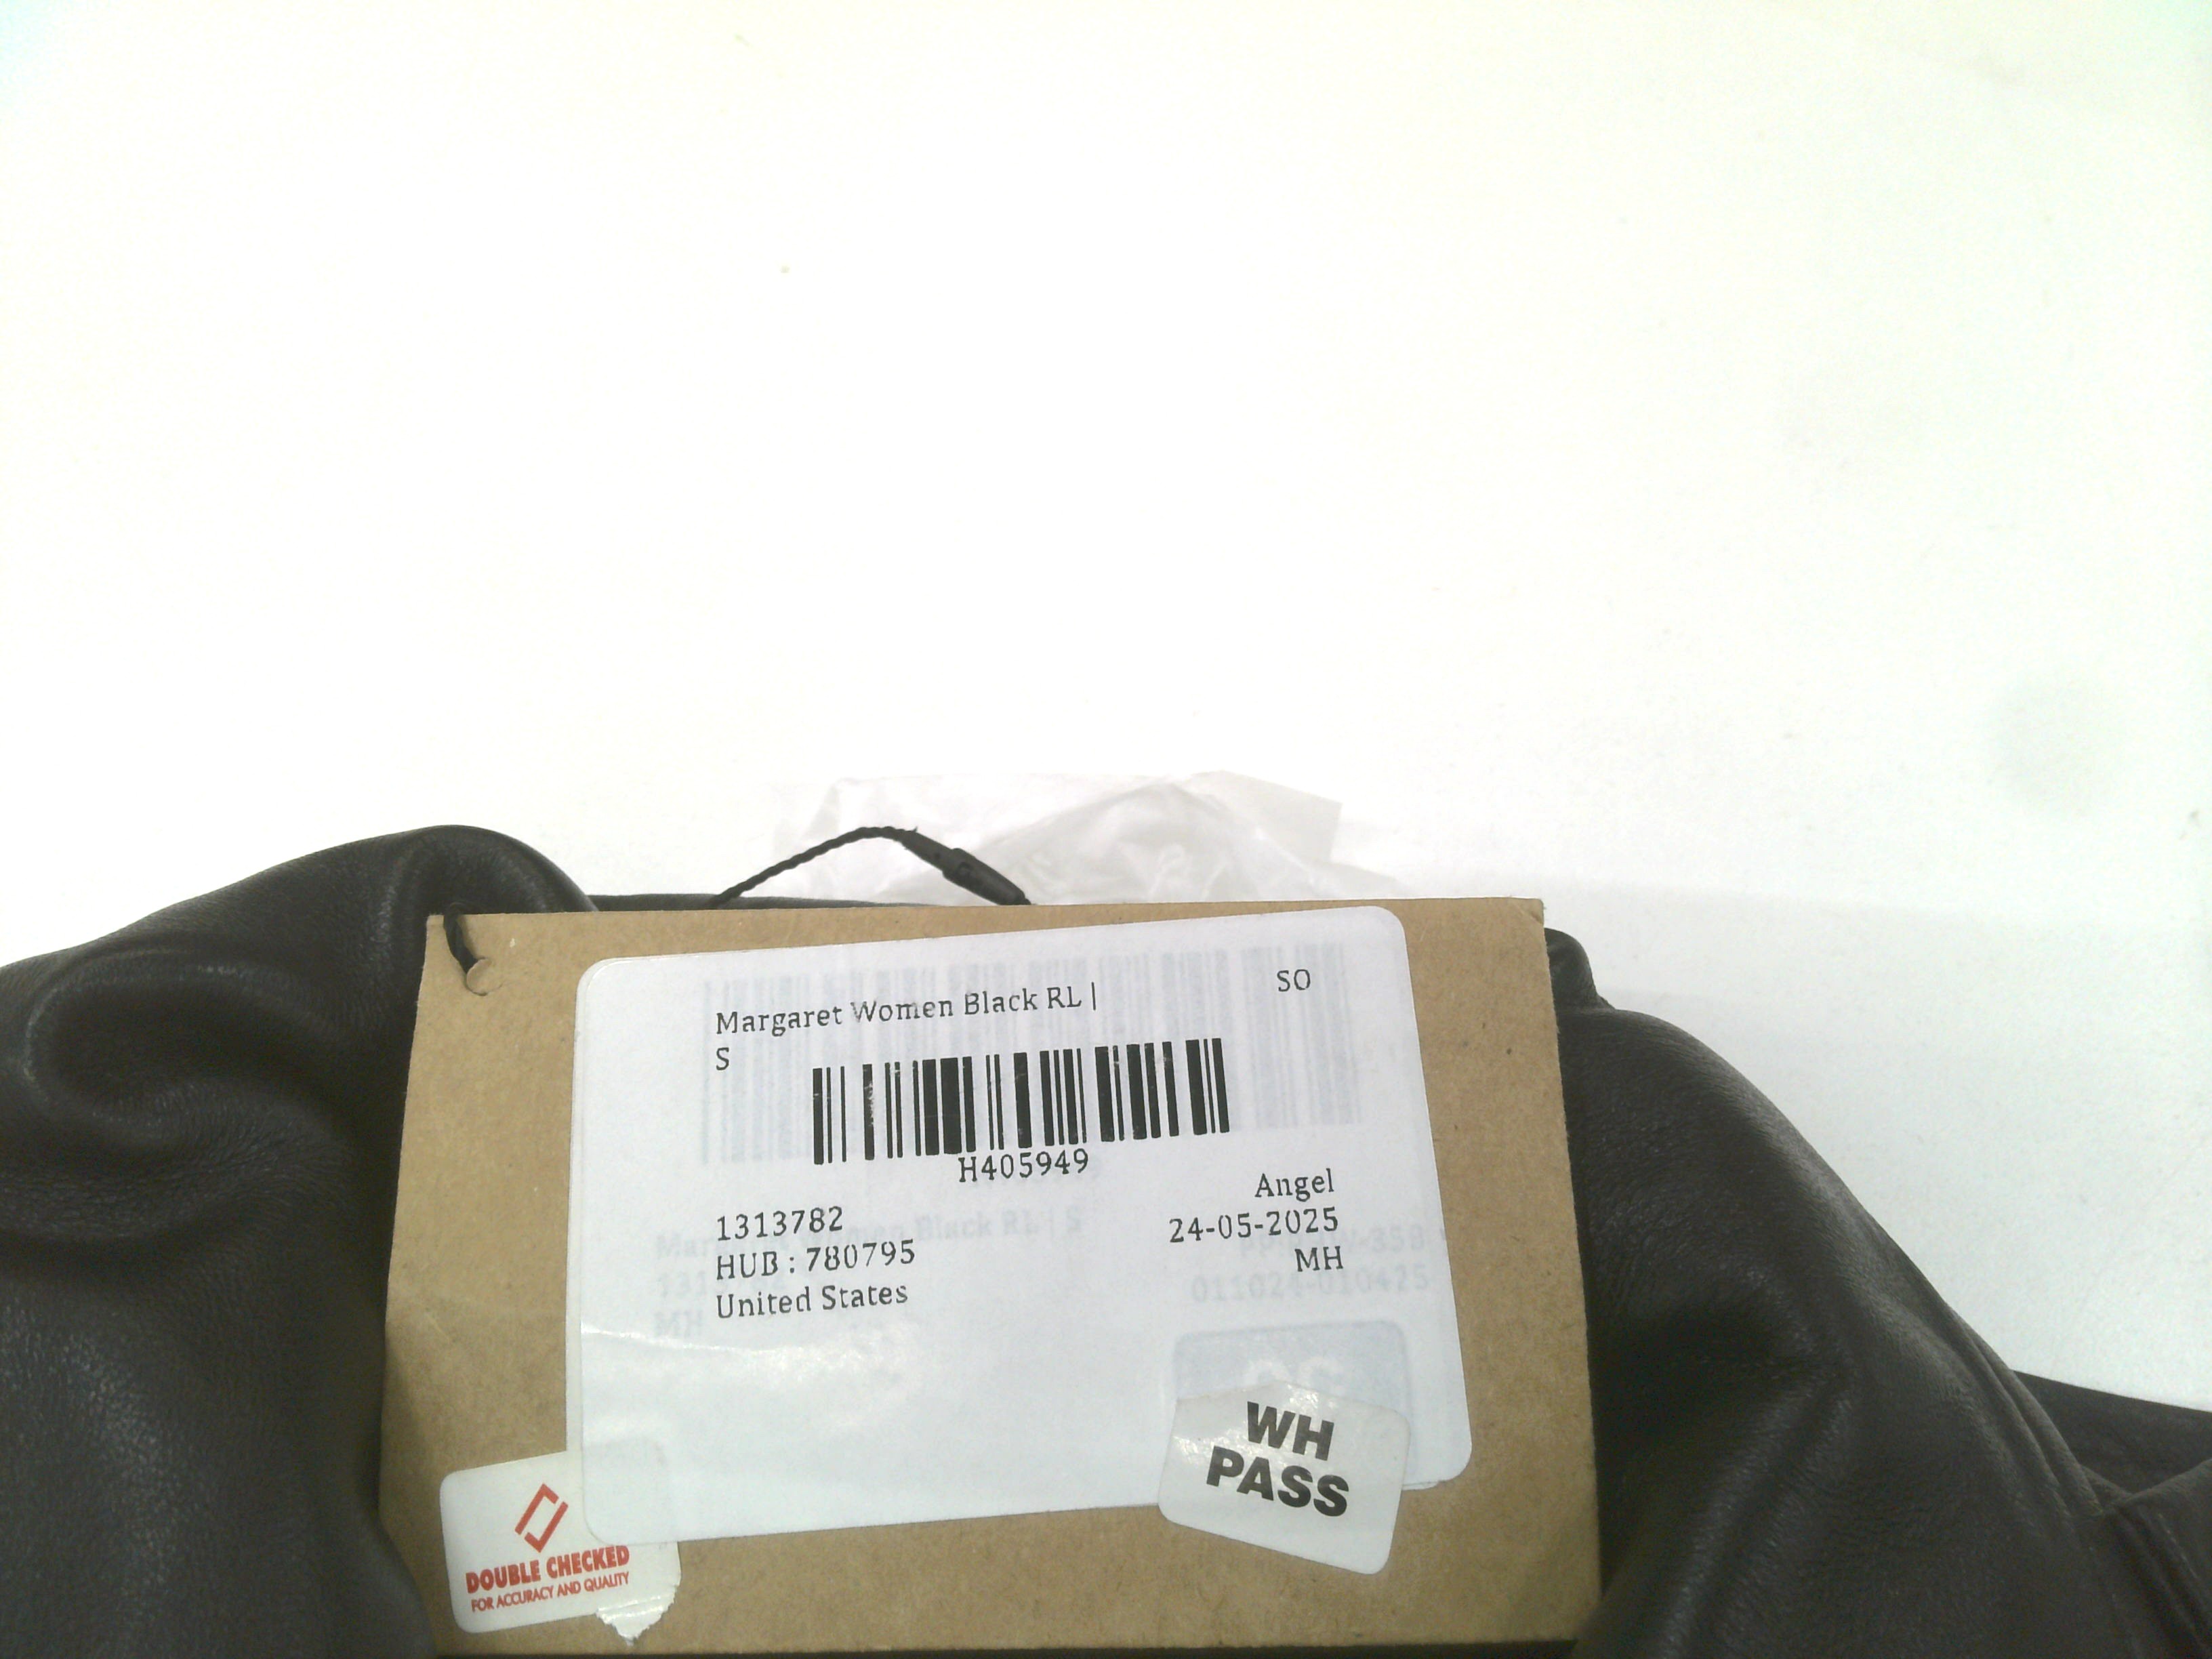 Margaret Women Black RL |
SO
S
H405949
1313782
Angel
HUB : 780795
24-05-2025
United States
MH
WH
PASS
DOUBLE CHECKED
FOR ACCURACY AND QUALITY